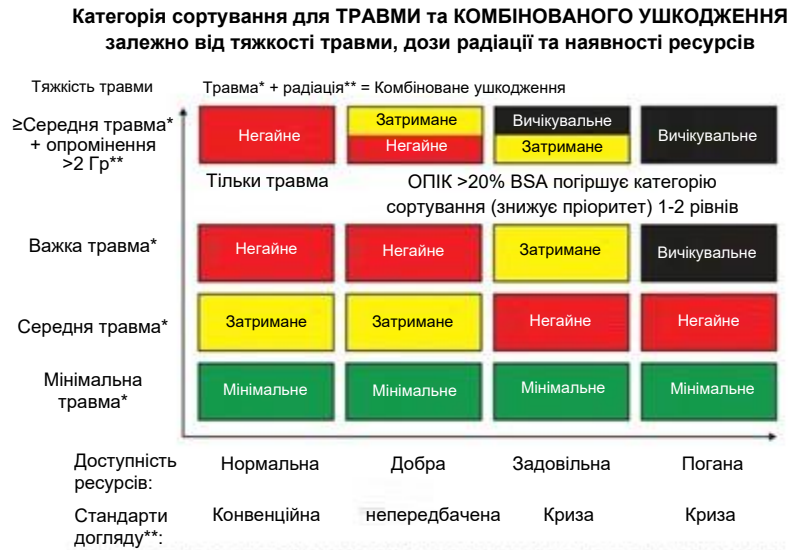 Категорія сортування для ТРАВМИ та КОМБІНОВАНОГО УШКОДЖЕННЯ
залежно від тяжкості травми, дози радіації та наявності ресурсів
Тяжкість травми
Травма* + радіація** = Комбіноване ушкодження
≥Середня травма*
+ опромінення
>2 Гр**
Негайне
Затримане
Негайне
Вичікувальне
Затримане
Вичікувальне
Тільки травма
ОПІК >20% BSA погіршує категорію
сортування (знижує пріоритет) 1-2 рівнів
Важка травма*
Негайне
Негайне
Затримане
Вичікувальне
Середня травма*
Затримане
Затримане
Негайне
Негайне
Мінімальна
травма*
Мінімальне
Мінімальне
Мінімальне
Мінімальне
Доступність
ресурсів:
Нормальна
Добра
Задовільна
Погана
Стандарти
догляду**:
Конвенційна
непередбачена
Криза
Криза